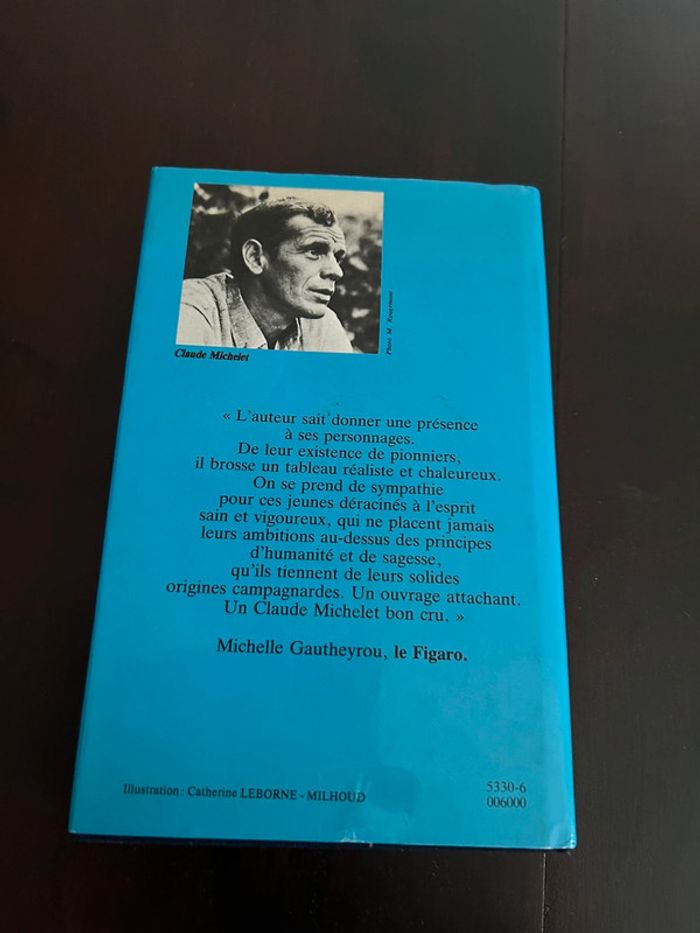 Photo M. Rougemont
Claude Michelet
« L'auteur sait donner une présence
à ses personnages.
De leur existence de pionniers,
il brosse un tableau réaliste et chaleureux.
On se prend de sympathie
pour ces jeunes déracinés à l'esprit
sain et vigoureux, qui ne placent jamais
leurs ambitions au-dessus des principes
d'humanité et de sagesse,
qu'ils tiennent de leurs solides
origines campagnardes. Un ouvrage attachant.
Un Claude Michelet bon cru. »
Michelle Gautheyrou, le Figaro.
Illustration : Catherine LEBORNE - MILHOUD
5330-6
006000